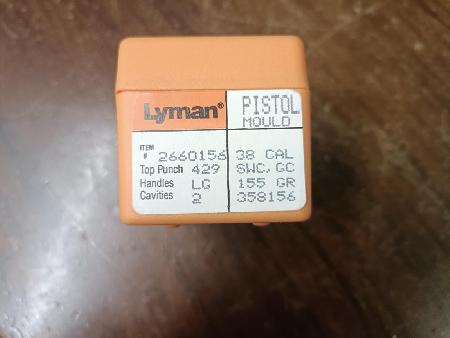 Lyman® PISTOL
MOULD
ITEM # 2660156 38 CAL
Top Punch 429 SWC, GC
Handles LG 155 GR
Cavities 2 358156